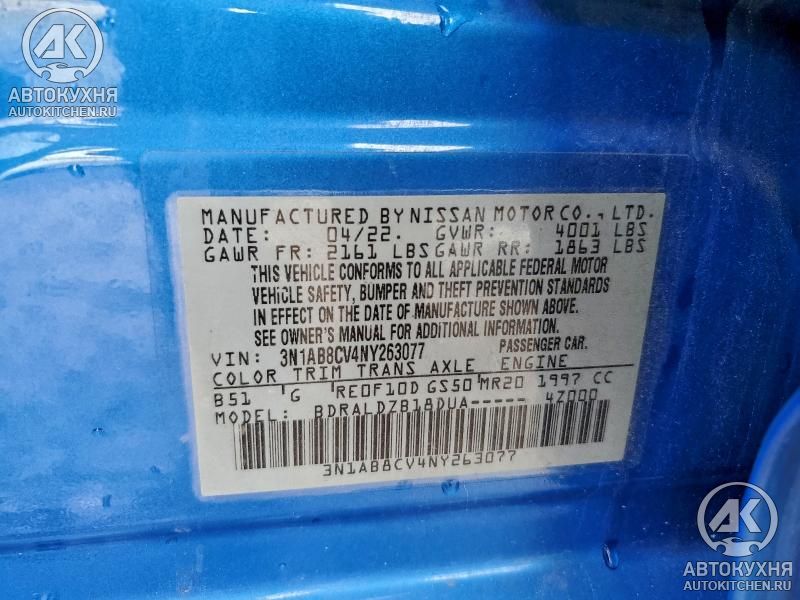 AK
АВТОКУХНЯ
AUTOKITCHEN.RU
MANUFACTURED BY NISSAN MOTOR CO., LTD.
DATE: 04/22. GVWR: 4001 LBS
GAWR FR: 2161 LBS GAWR RR: 1863 LBS
THIS VEHICLE CONFORMS TO ALL APPLICABLE FEDERAL MOTOR
VEHICLE SAFETY, BUMPER AND THEFT PREVENTION STANDARDS
IN EFFECT ON THE DATE OF MANUFACTURE SHOWN ABOVE.
SEE OWNER'S MANUAL FOR ADDITIONAL INFORMATION
VIN: 3N1AB8CV4NY263077 PASSENGER CAR.
COLOR TRIM TRANS AXLE ENGINE
B51 G RE0F10D GS50 MR20 1997 CC
MODEL: BDRALDZB18DUA----- 4Z000
3N1AB8CV4NY263077
AK
АВТОКУХНЯ
AUTOKITCHEN.RU